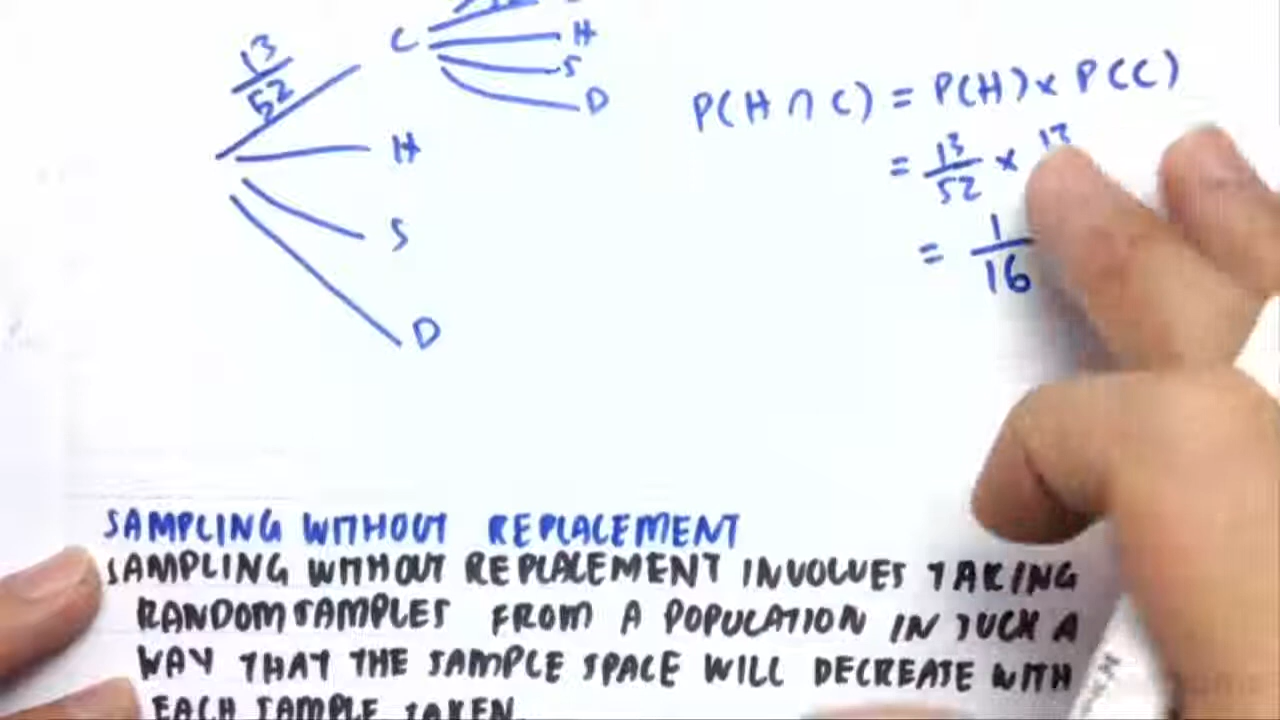 13
52
C
H
S
D
H
S
D
P(H ∩ C) = P(H) × P(C)
= 13/52 × 13
= 1/16
SAMPLING WITHOUT REPLACEMENT
SAMPLING WITHOUT REPLACEMENT INVOLVES TAKING
RANDOM SAMPLES FROM A POPULATION IN SUCH A
WAY THAT THE SAMPLE SPACE WILL DECREASE WITH
EACH SAMPLE TAKEN.